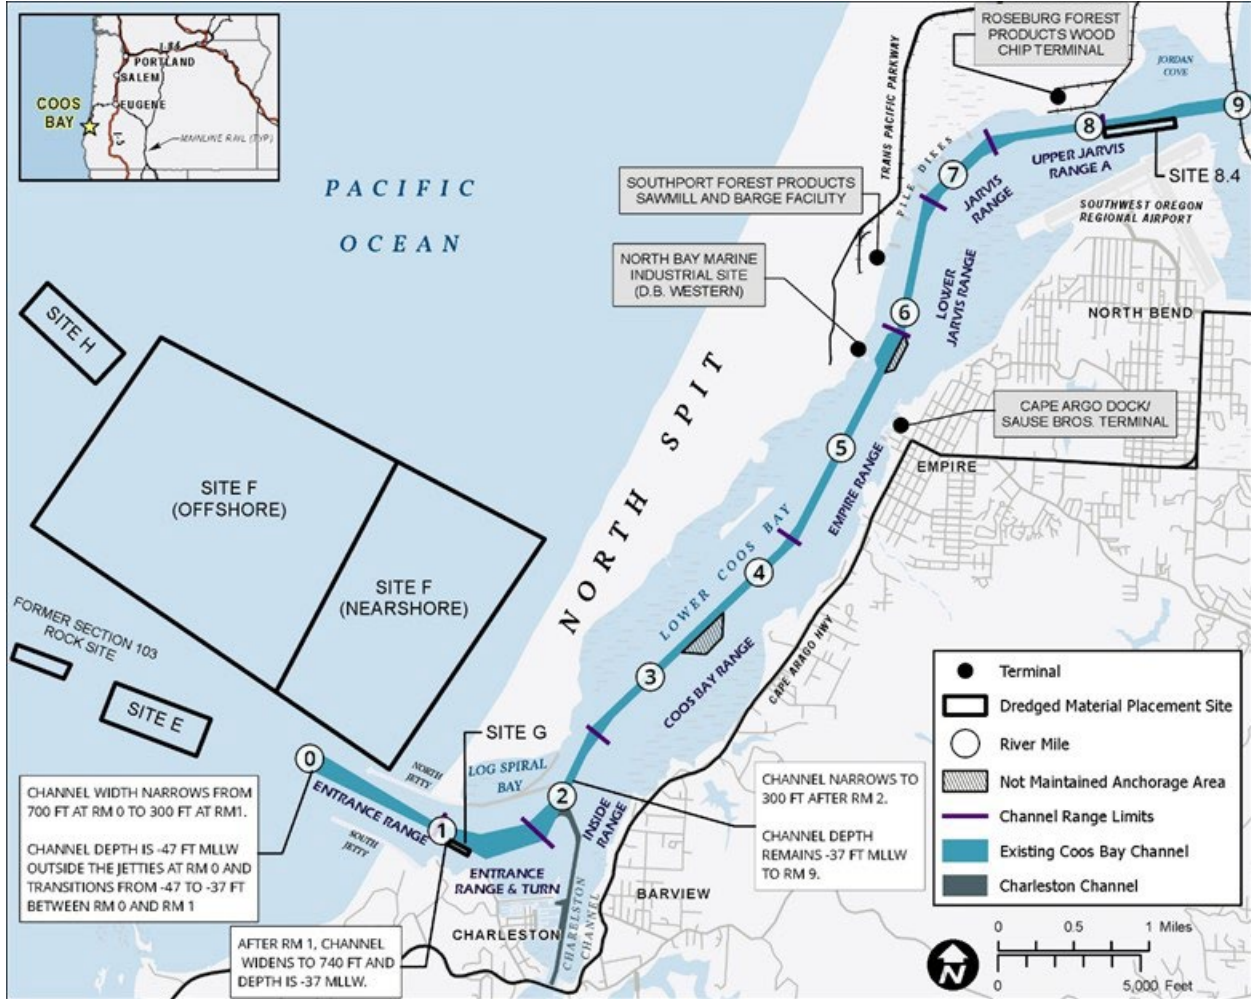 I-84
PORTLAND
SALEM
COOS
BAY
EUGENE
I-5
MAINLINE RAIL (TYP)
PACIFIC
OCEAN
ROSEBURG FOREST
PRODUCTS WOOD
CHIP TERMINAL
JORDAN
COVE
TRANS PACIFIC PARKWAY
PILE DIKES
9
8
7
UPPER JARVIS
RANGE A
SITE 8.4
JARVIS
RANGE
SOUTHWEST OREGON
REGIONAL AIRPORT
SOUTHPORT FOREST PRODUCTS
SAWMILL AND BARGE FACILITY
NORTH BAY MARINE
INDUSTRIAL SITE
(D.B. WESTERN)
LOWER
JARVIS RANGE
6
NORTH BEND
SITE H
NORTH SPIT
CAPE ARGO DOCK/
SAUSE BROS. TERMINAL
5
EMPIRE
EMPIRE RANGE
SITE F
(OFFSHORE)
SITE F
(NEARSHORE)
LOWER COOS BAY
4
FORMER SECTION 103
ROCK SITE
3
COOS BAY RANGE
CAPE ARAGO HWY
SITE E
SITE G
0
NORTH
JETTY
LOG SPIRAL
BAY
ENTRANCE RANGE
SOUTH
JETTY
1
2
INSIDE
RANGE
CHANNEL WIDTH NARROWS FROM
700 FT AT RM 0 TO 300 FT AT RM1.
CHANNEL DEPTH IS -47 FT MLLW
OUTSIDE THE JETTIES AT RM 0 AND
TRANSITIONS FROM -47 TO -37 FT
BETWEEN RM 0 AND RM 1
CHANNEL NARROWS TO
300 FT AFTER RM 2.
CHANNEL DEPTH
REMAINS -37 FT MLLW
TO RM 9.
ENTRANCE
RANGE & TURN
BARVIEW
CHARLESTON
CHARELSTON
CHANNEL
AFTER RM 1, CHANNEL
WIDENS TO 740 FT AND
DEPTH IS -37 MLLW.
Terminal
Dredged Material Placement Site
River Mile
Not Maintained Anchorage Area
Channel Range Limits
Existing Coos Bay Channel
Charleston Channel
N
0 0.5 1 Miles
0 5,000 Feet